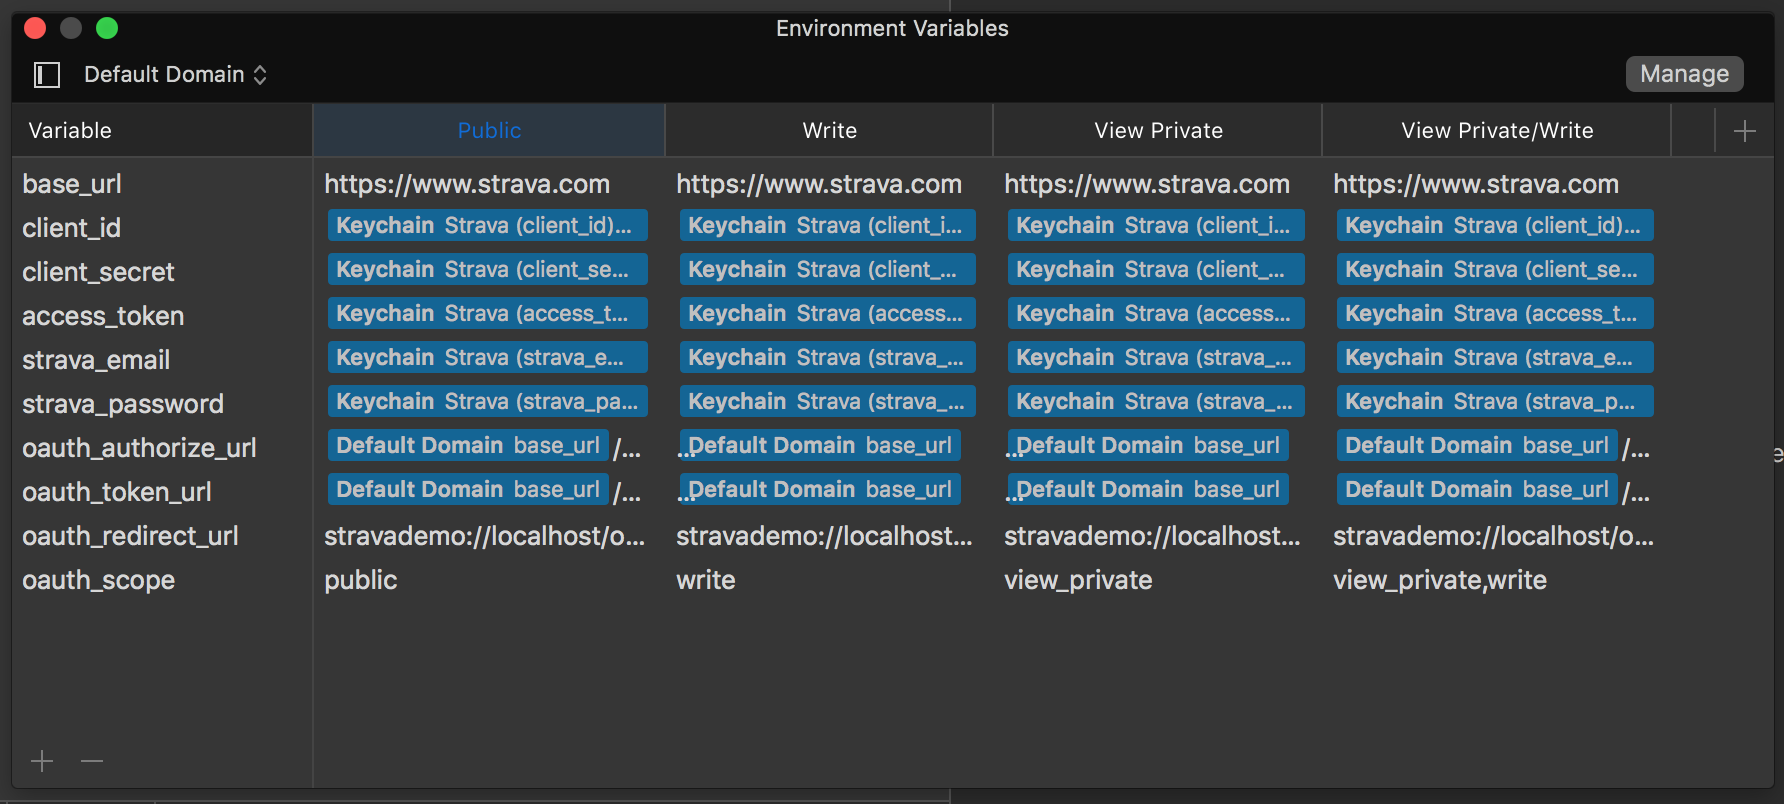 Environment Variables
Default Domain Manage
Variable Public Write View Private View Private/Write
base_url https://www.strava.com https://www.strava.com https://www.strava.com https://www.strava.com
client_id Keychain Strava (client_id)... Keychain Strava (client_i... Keychain Strava (client_i... Keychain Strava (client_id)...
client_secret Keychain Strava (client_se... Keychain Strava (client_... Keychain Strava (client_... Keychain Strava (client_se...
access_token Keychain Strava (access_t... Keychain Strava (access... Keychain Strava (access... Keychain Strava (access_t...
strava_email Keychain Strava (strava_e... Keychain Strava (strava_... Keychain Strava (strava_... Keychain Strava (strava_e...
strava_password Keychain Strava (strava_pa... Keychain Strava (strava_... Keychain Strava (strava_... Keychain Strava (strava_p...
oauth_authorize_url Default Domain base_url /... ...Default Domain base_url ...Default Domain base_url Default Domain base_url /...
oauth_token_url Default Domain base_url /... ...Default Domain base_url ...Default Domain base_url Default Domain base_url /...
oauth_redirect_url stravademo://localhost/o... stravademo://localhost... stravademo://localhost... stravademo://localhost/o...
oauth_scope public write view_private view_private,write